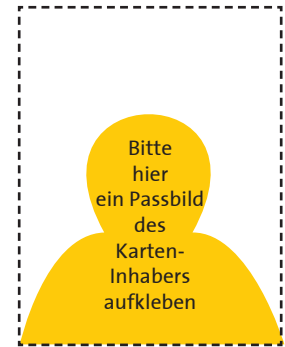 Bitte
hier
ein Passbild
des
Karten-
Inhabers
aufkleben